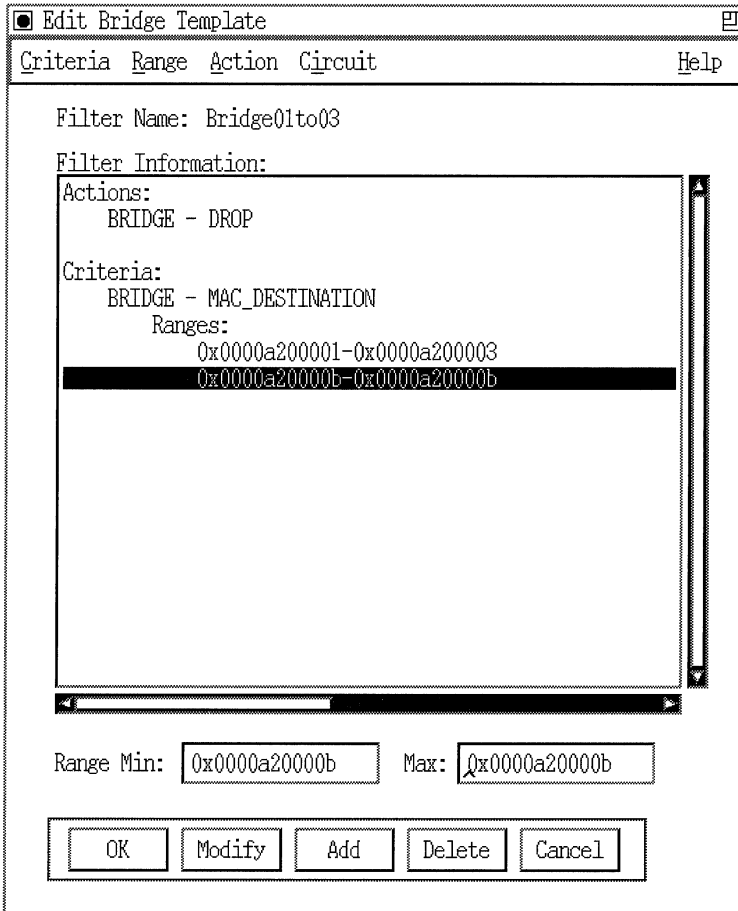 Edit Bridge Template
Criteria Range Action Circuit Help
Filter Name: Bridge01to03
Filter Information:
Actions:
BRIDGE - DROP
Criteria:
BRIDGE - MAC_DESTINATION
Ranges:
0x0000a200001-0x0000a200003
0x0000a20000b-0x0000a20000b
Range Min: 0x0000a20000b Max: 0x0000a20000b
OK Modify Add Delete Cancel